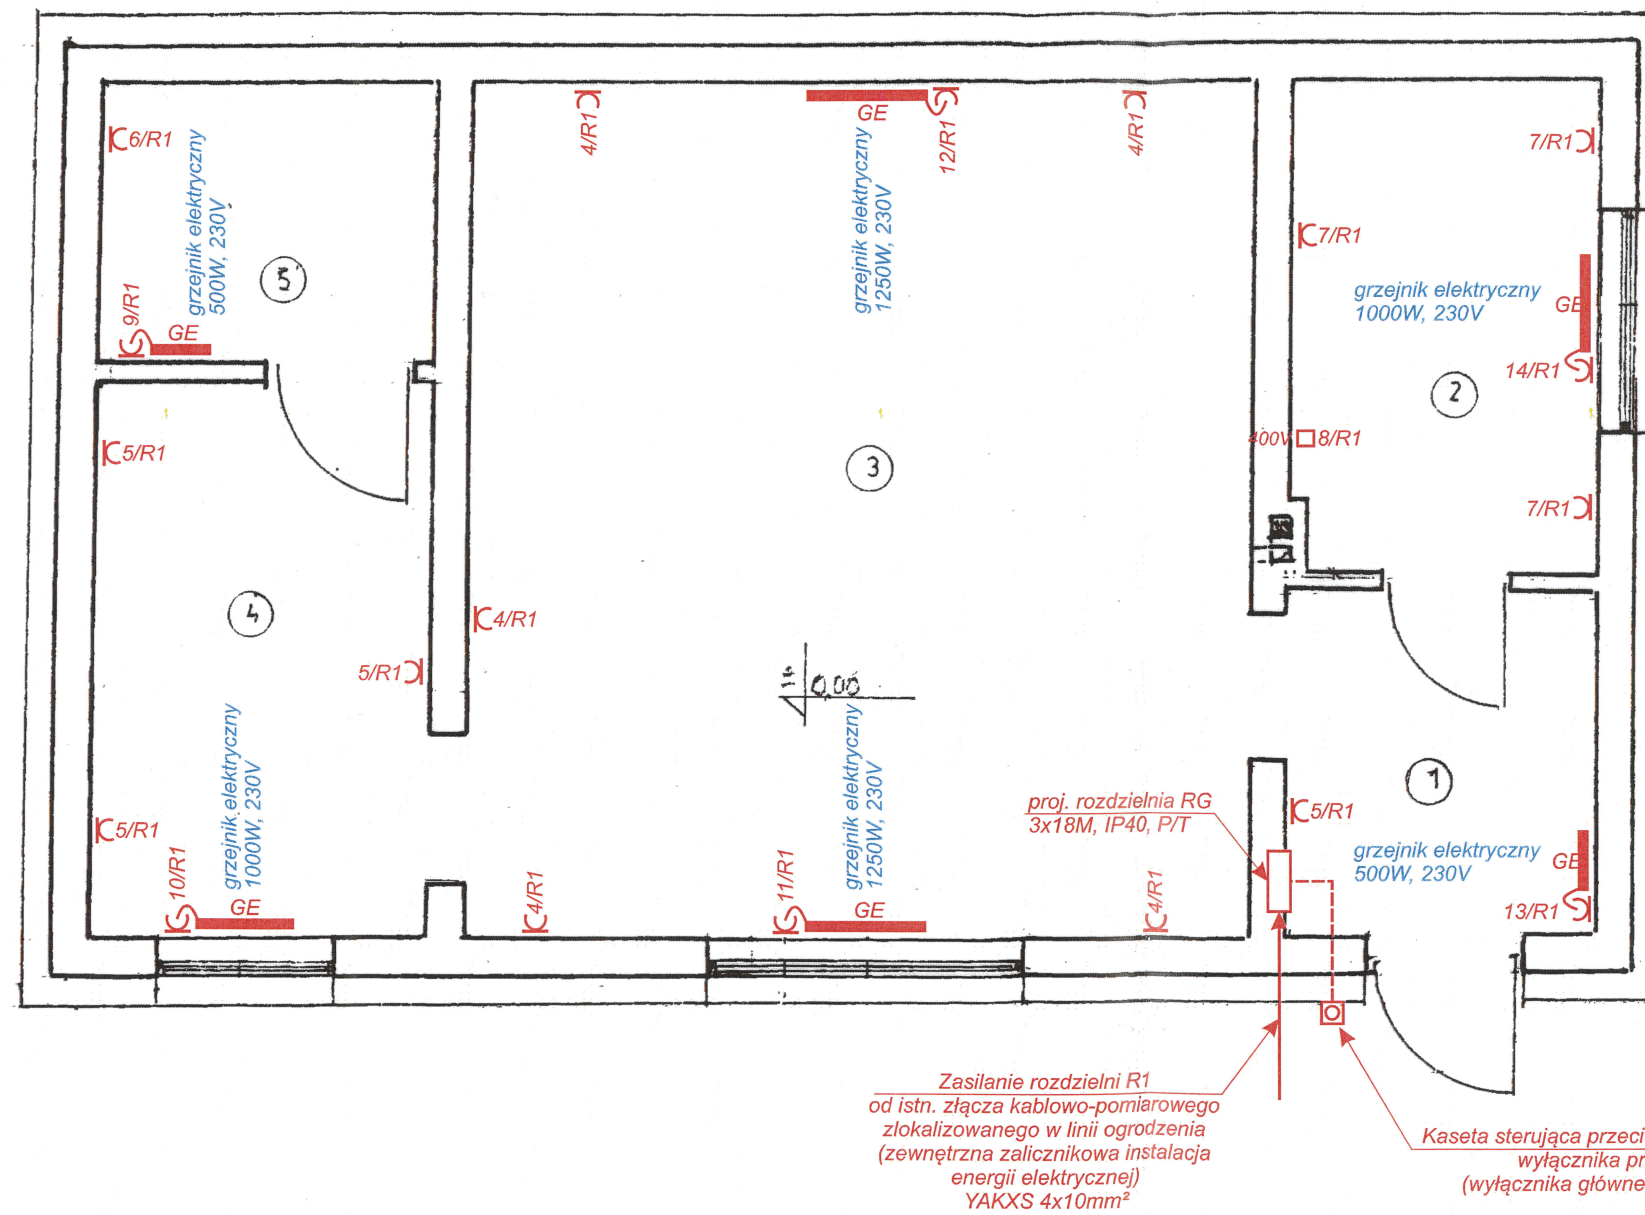 4/R1
GE
12/R1
4/R1
6/R1
grzejnik elektryczny
500W, 230V
grzejnik elektryczny
1250W, 230V
7/R1
7/R1
5
9/R1
GE
grzejnik elektryczny
1000W, 230V
GE
14/R1
2
400V
8/R1
5/R1
3
7/R1
4
4/R1
5/R1
0,00
grzejnik elektryczny
1000W, 230V
grzejnik elektryczny
1250W, 230V
1
proj. rozdzielnia RG
3x18M, IP40, P/T
5/R1
5/R1
grzejnik elektryczny
500W, 230V
GE
10/R1
GE
4/R1
11/R1
GE
4/R1
13/R1
Zasilanie rozdzielni R1
od istn. złącza kablowo-pomiarowego
zlokalizowanego w linii ogrodzenia
(zewnętrzna zalicznikowa instalacja
energii elektrycznej)
YAKXS 4x10mm²
Kaseta sterująca przeci
wyłącznika pr
(wyłącznika główne